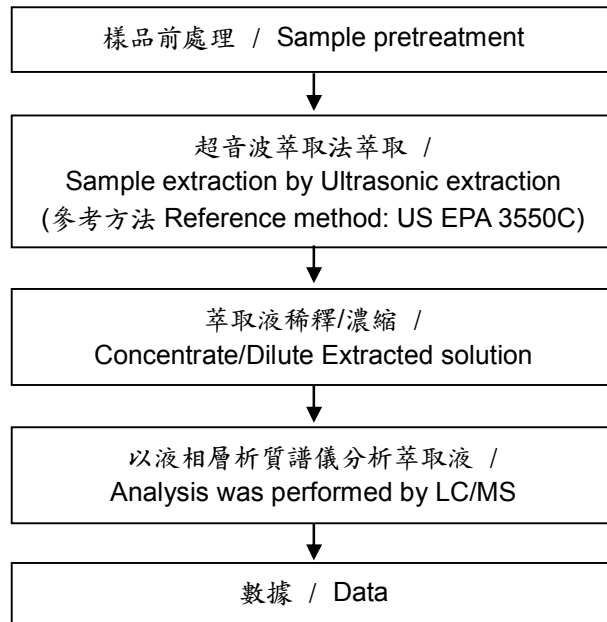 樣品前處理 / Sample pretreatment
超音波萃取法萃取 /
Sample extraction by Ultrasonic extraction
(參考方法 Reference method: US EPA 3550C)
萃取液稀釋/濃縮 /
Concentrate/Dilute Extracted solution
以液相層析質譜儀分析萃取液 /
Analysis was performed by LC/MS
數據 / Data